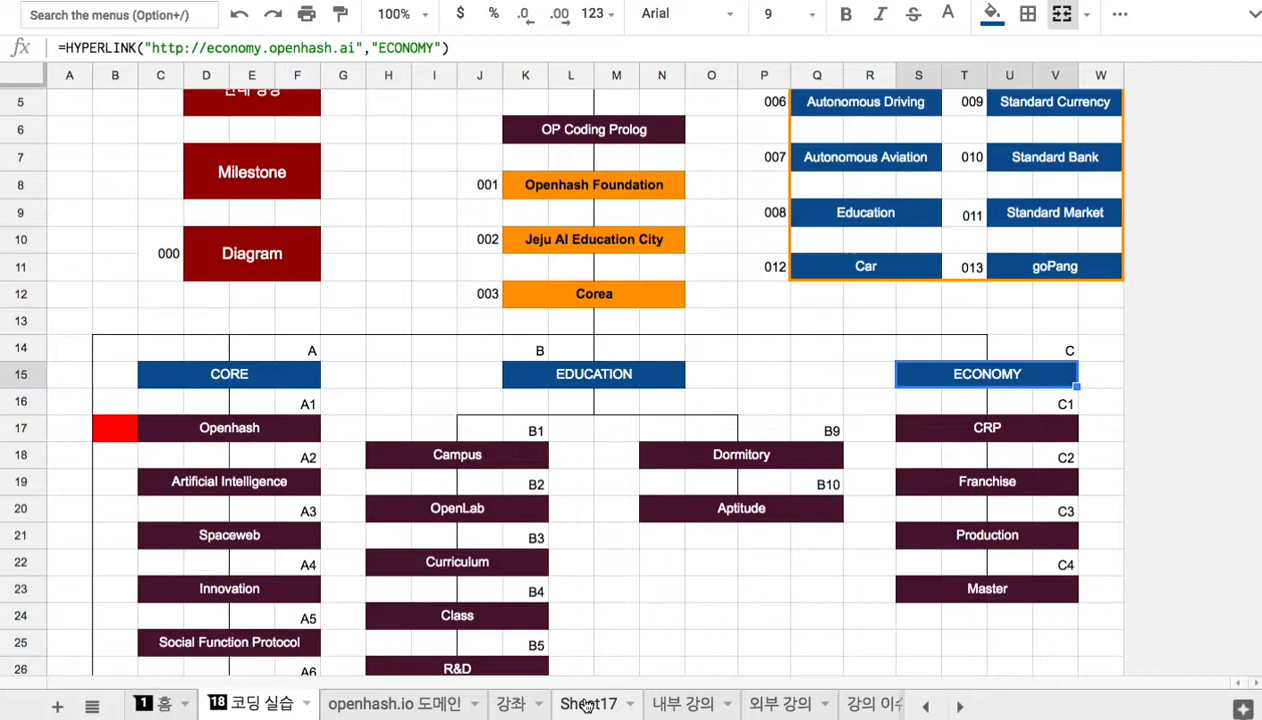 Search the menus (Option+/)
100%
$ % .0 .00 123
Arial
9
B I S A
fx =HYPERLINK("http://economy.openhash.ai","ECONOMY")
A B C D E F G H I J K L M N O P Q R S T U V W
5 006 Autonomous Driving 009 Standard Currency
6 OP Coding Prolog
7 Milestone 007 Autonomous Aviation 010 Standard Bank
8 001 Openhash Foundation
9 008 Education 011 Standard Market
10 002 Jeju AI Education City
000 Diagram
11 012 Car 013 goPang
12 003 Corea
13
14 A B C
15 CORE EDUCATION ECONOMY
16 A1 C1
17 Openhash B1 B9 CRP
18 A2 Campus Dormitory C2
19 Artificial Intelligence B2 B10 Franchise
20 A3 OpenLab Aptitude C3
21 Spaceweb B3 Production
22 A4 Curriculum C4
23 Innovation B4 Master
24 A5 Class
25 Social Function Protocol B5
26 A6 R&D
1 홈
18 코딩 실습
openhash.io 도메인
강좌
Sheet17
내부 강의
외부 강의
강의 이수